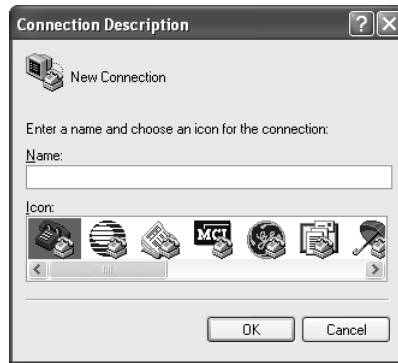 Connection Description
New Connection
Enter a name and choose an icon for the connection:
Name:
Icon:
MCI
OK
Cancel